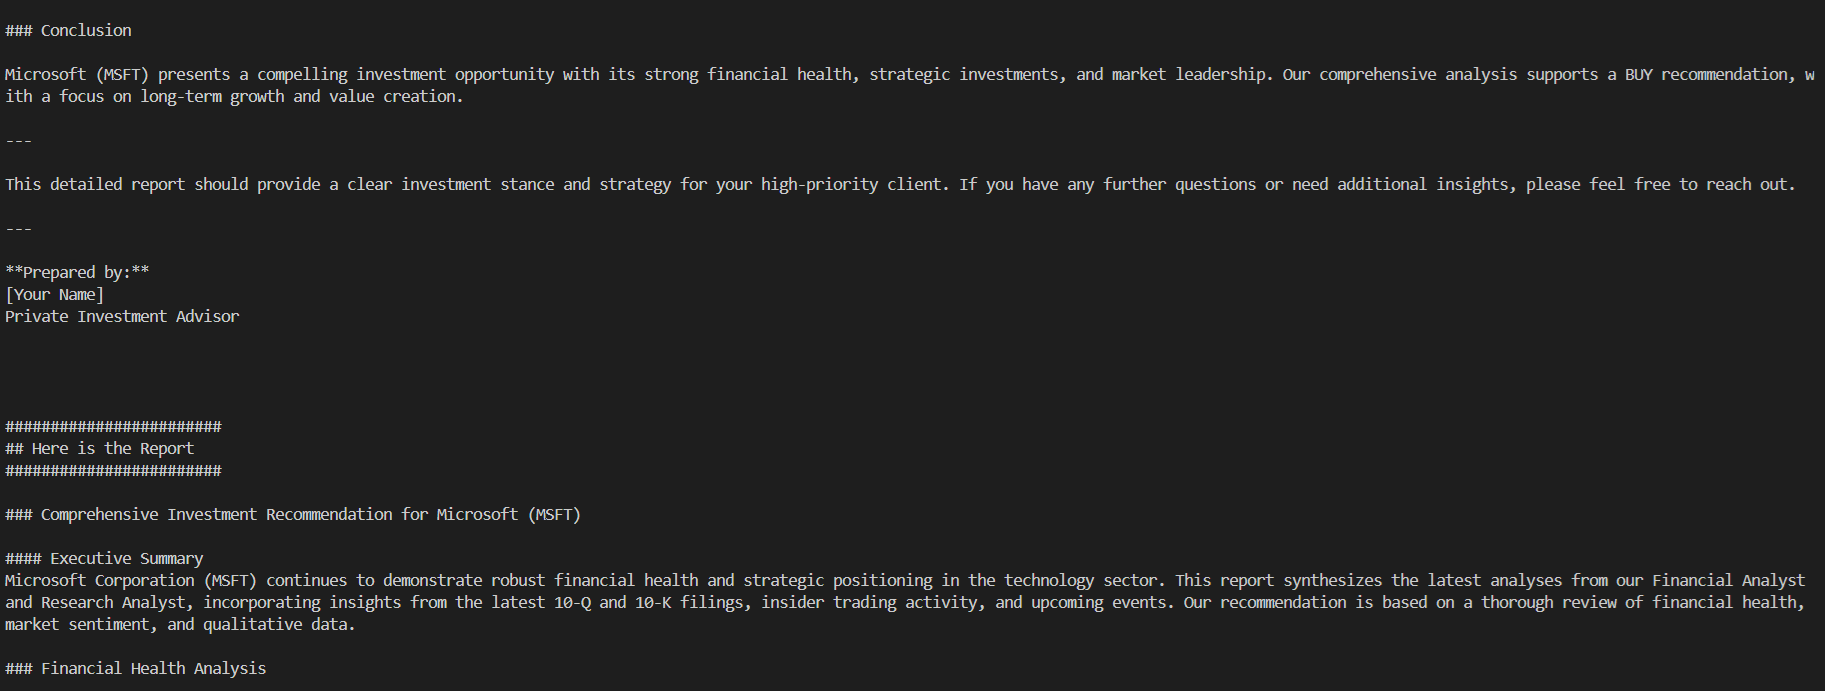 ### Conclusion
Microsoft (MSFT) presents a compelling investment opportunity with its strong financial health, strategic investments, and market leadership. Our comprehensive analysis supports a BUY recommendation, w
ith a focus on long-term growth and value creation.
---
This detailed report should provide a clear investment stance and strategy for your high-priority client. If you have any further questions or need additional insights, please feel free to reach out.
---
**Prepared by:**
[Your Name]
Private Investment Advisor
########################
## Here is the Report
########################
### Comprehensive Investment Recommendation for Microsoft (MSFT)
#### Executive Summary
Microsoft Corporation (MSFT) continues to demonstrate robust financial health and strategic positioning in the technology sector. This report synthesizes the latest analyses from our Financial Analyst
and Research Analyst, incorporating insights from the latest 10-Q and 10-K filings, insider trading activity, and upcoming events. Our recommendation is based on a thorough review of financial health,
market sentiment, and qualitative data.
### Financial Health Analysis